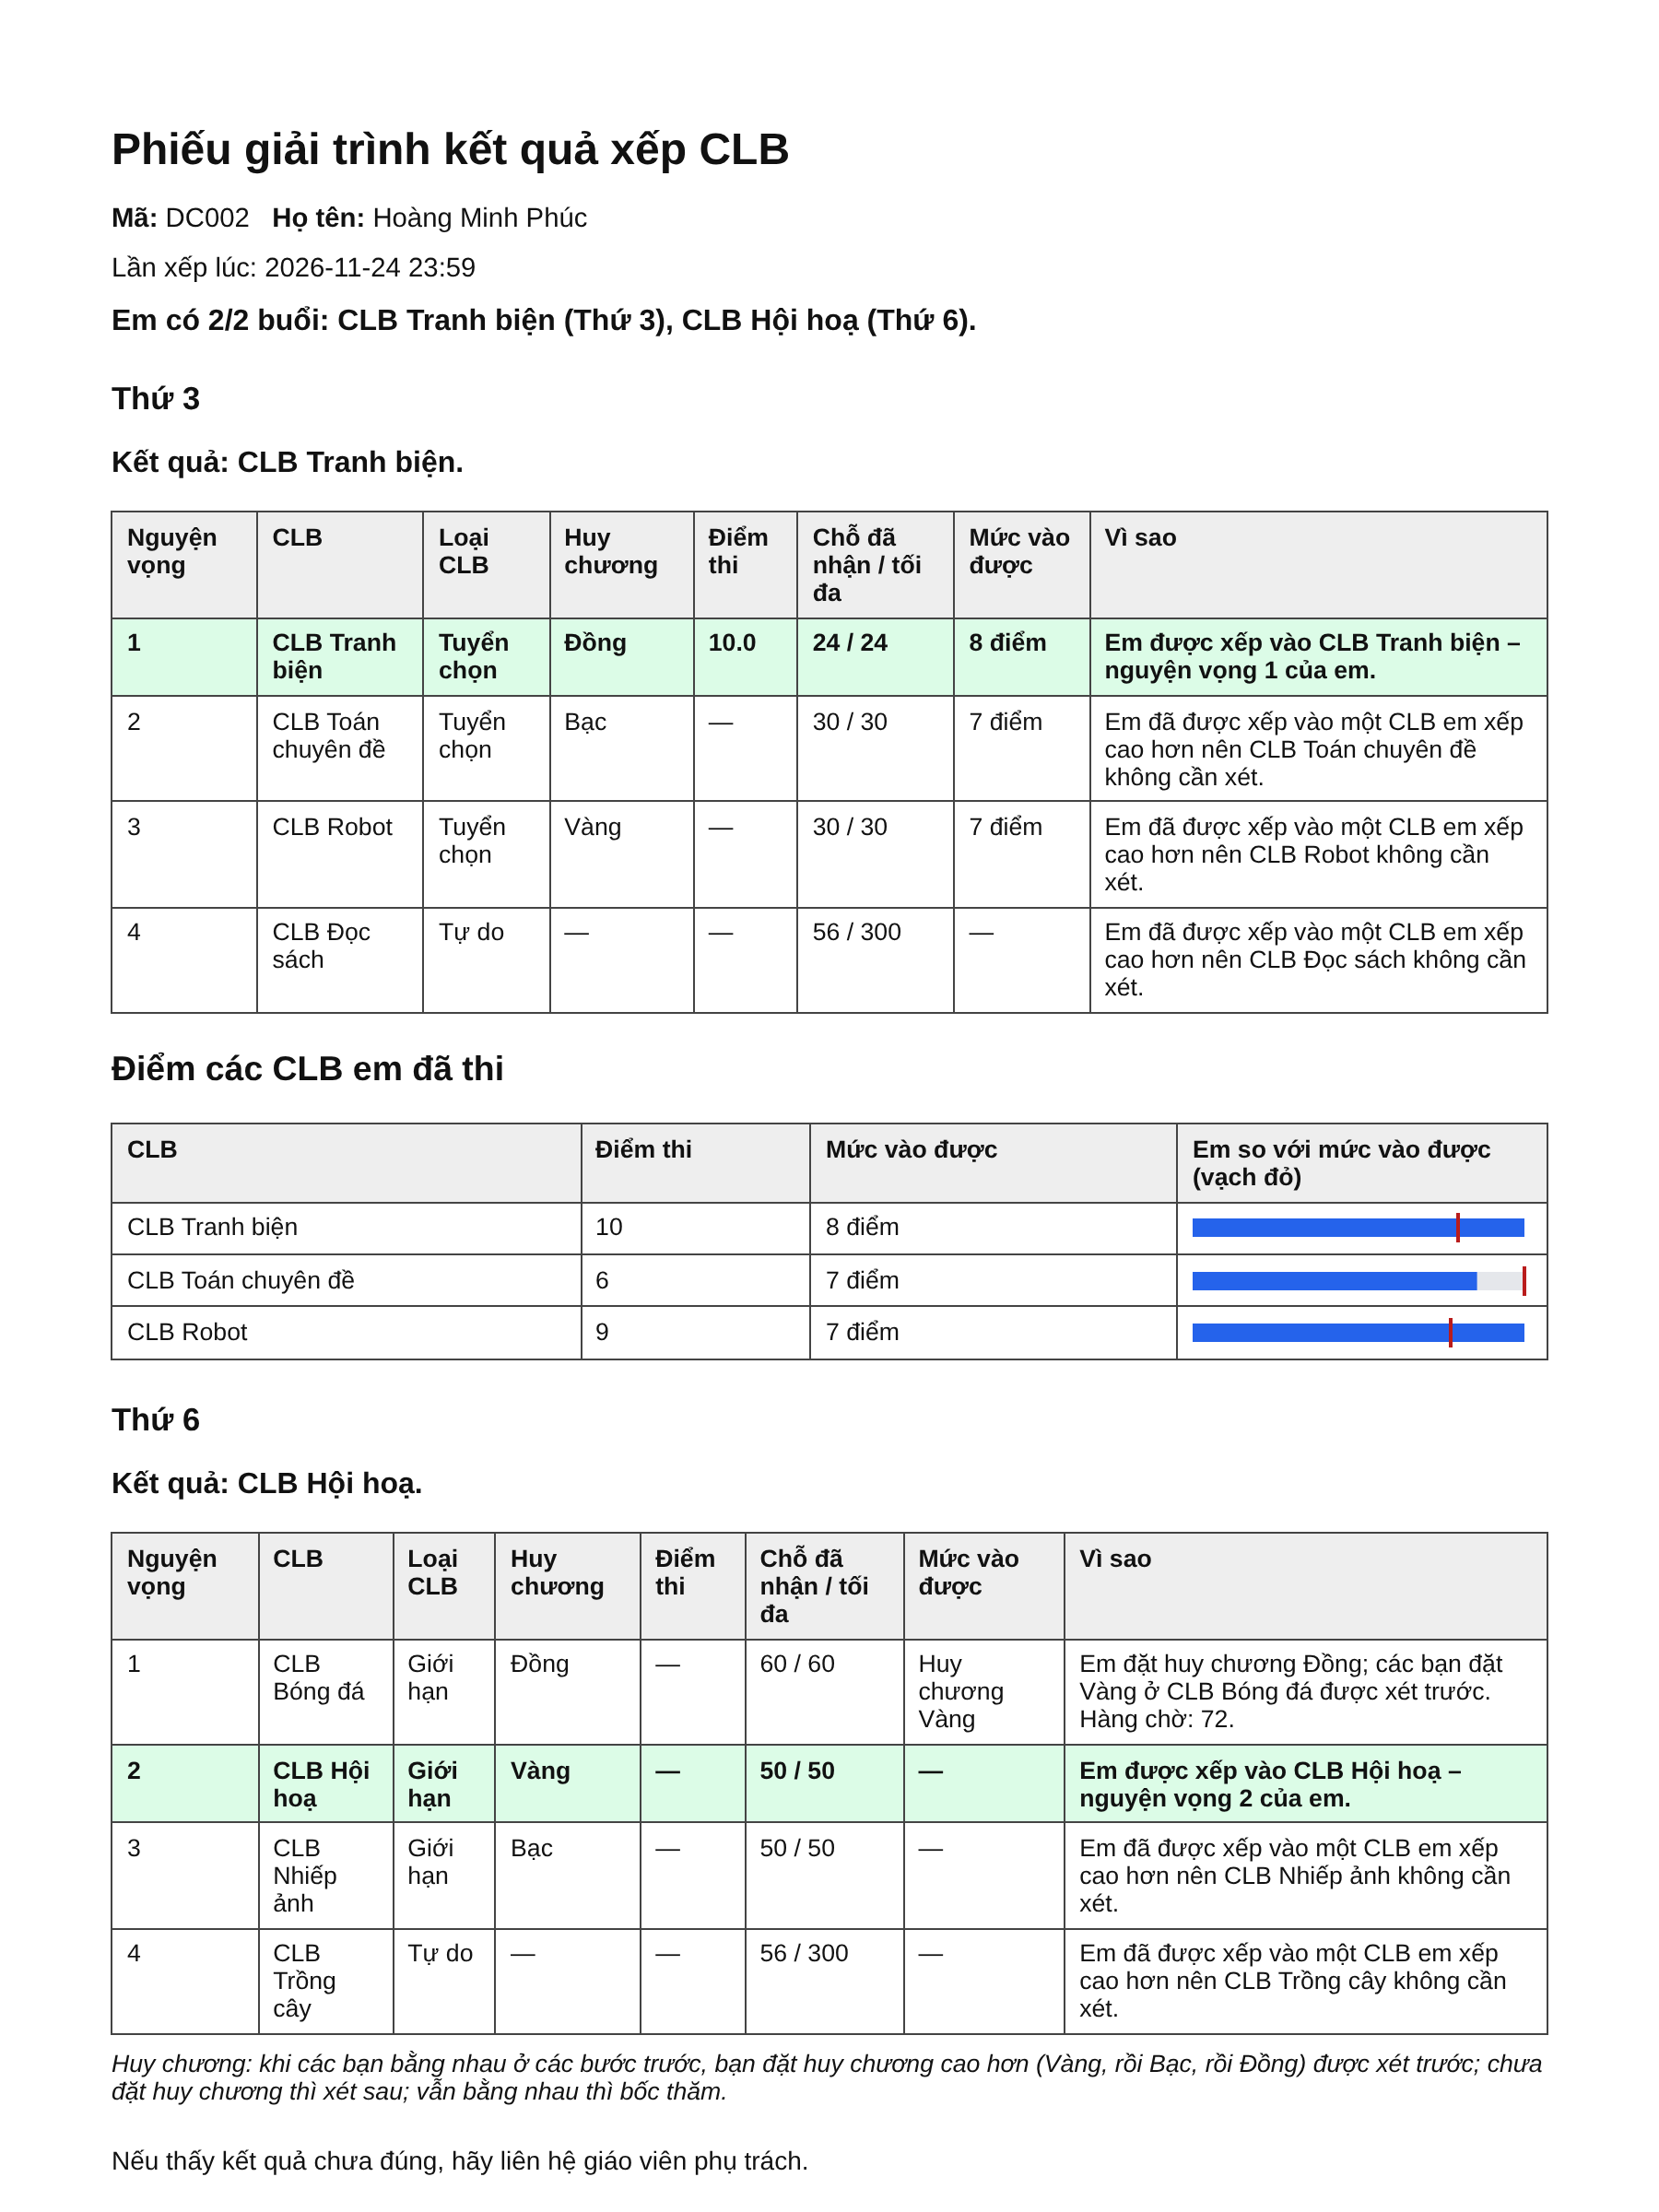 Phiếu giải trình kết quả xếp CLB
Mã: DC002 Họ tên: Hoàng Minh Phúc
Lần xếp lúc: 2026-11-24 23:59
Em có 2/2 buổi: CLB Tranh biện (Thứ 3), CLB Hội hoạ (Thứ 6).
Thứ 3
Kết quả: CLB Tranh biện.
Nguyện vọng | CLB | Loại CLB | Huy chương | Điểm thi | Chỗ đã nhận / tối đa | Mức vào được | Vì sao
1 | CLB Tranh biện | Tuyển chọn | Đồng | 10.0 | 24 / 24 | 8 điểm | Em được xếp vào CLB Tranh biện – nguyện vọng 1 của em.
2 | CLB Toán chuyên đề | Tuyển chọn | Bạc | — | 30 / 30 | 7 điểm | Em đã được xếp vào một CLB em xếp cao hơn nên CLB Toán chuyên đề không cần xét.
3 | CLB Robot | Tuyển chọn | Vàng | — | 30 / 30 | 7 điểm | Em đã được xếp vào một CLB em xếp cao hơn nên CLB Robot không cần xét.
4 | CLB Đọc sách | Tự do | — | — | 56 / 300 | — | Em đã được xếp vào một CLB em xếp cao hơn nên CLB Đọc sách không cần xét.
Điểm các CLB em đã thi
CLB | Điểm thi | Mức vào được | Em so với mức vào được (vạch đỏ)
CLB Tranh biện | 10 | 8 điểm
CLB Toán chuyên đề | 6 | 7 điểm
CLB Robot | 9 | 7 điểm
Thứ 6
Kết quả: CLB Hội hoạ.
Nguyện vọng | CLB | Loại CLB | Huy chương | Điểm thi | Chỗ đã nhận / tối đa | Mức vào được | Vì sao
1 | CLB Bóng đá | Giới hạn | Đồng | — | 60 / 60 | Huy chương Vàng | Em đặt huy chương Đồng; các bạn đặt Vàng ở CLB Bóng đá được xét trước. Hàng chờ: 72.
2 | CLB Hội hoạ | Giới hạn | Vàng | — | 50 / 50 | — | Em được xếp vào CLB Hội hoạ – nguyện vọng 2 của em.
3 | CLB Nhiếp ảnh | Giới hạn | Bạc | — | 50 / 50 | — | Em đã được xếp vào một CLB em xếp cao hơn nên CLB Nhiếp ảnh không cần xét.
4 | CLB Trồng cây | Tự do | — | — | 56 / 300 | — | Em đã được xếp vào một CLB em xếp cao hơn nên CLB Trồng cây không cần xét.
Huy chương: khi các bạn bằng nhau ở các bước trước, bạn đặt huy chương cao hơn (Vàng, rồi Bạc, rồi Đồng) được xét trước; chưa
đặt huy chương thì xét sau; vẫn bằng nhau thì bốc thăm.
Nếu thấy kết quả chưa đúng, hãy liên hệ giáo viên phụ trách.